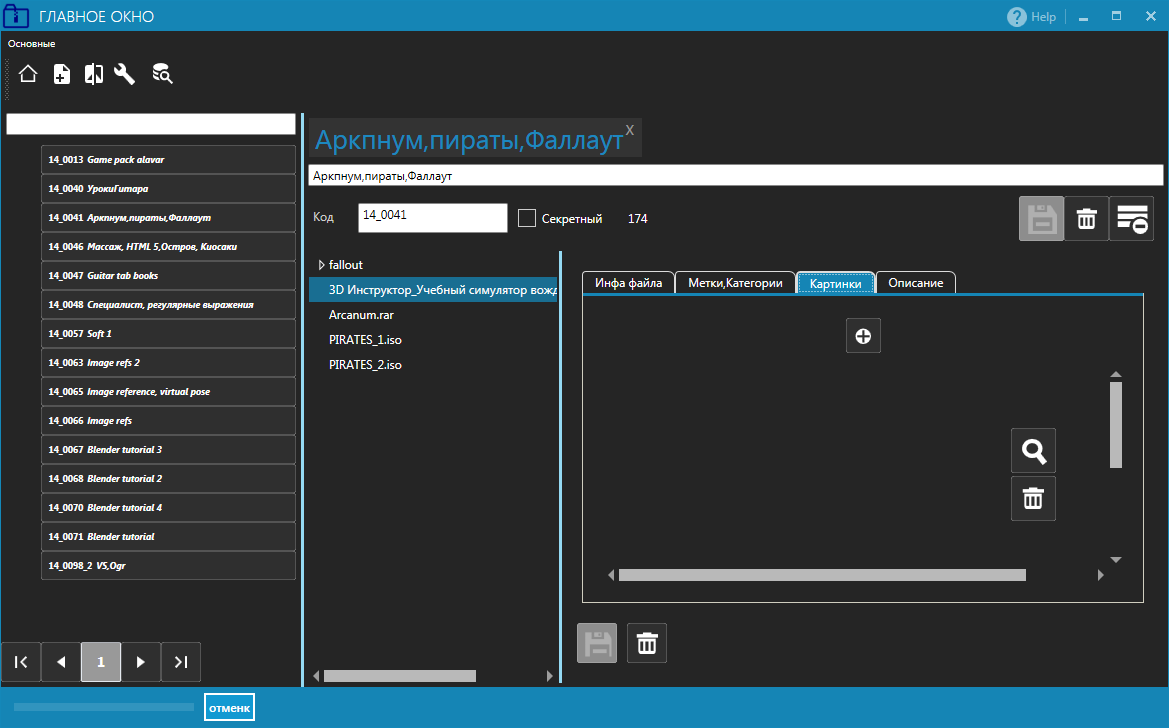 ГЛАВНОЕ ОКНО
Help
Основные
14_0013 Game pack alavar
14_0040 УрокиГитара
14_0041 Аркпнум,пираты,Фаллаут
14_0046 Массаж, HTML 5,Остров, Киосаки
14_0047 Guitar tab books
14_0048 Специалист, регулярные выражения
14_0057 Soft 1
14_0063 Image refs 2
14_0065 Image reference, virtual pose
14_0066 Image refs
14_0067 Blender tutorial 3
14_0068 Blender tutorial 2
14_0070 Blender tutorial 4
14_0071 Blender tutorial
14_0098_2 VS,Ogr
1
Аркпнум,пираты,Фаллаут X
Аркпнум,пираты,Фаллаут
Код 14_0041 Секретный 174
fallout
3D Инструктор_Учебный симулятор вожд
Arcanum.rar
PIRATES_1.iso
PIRATES_2.iso
Инфа файла Метки,Категории Картинки Описание
отменк